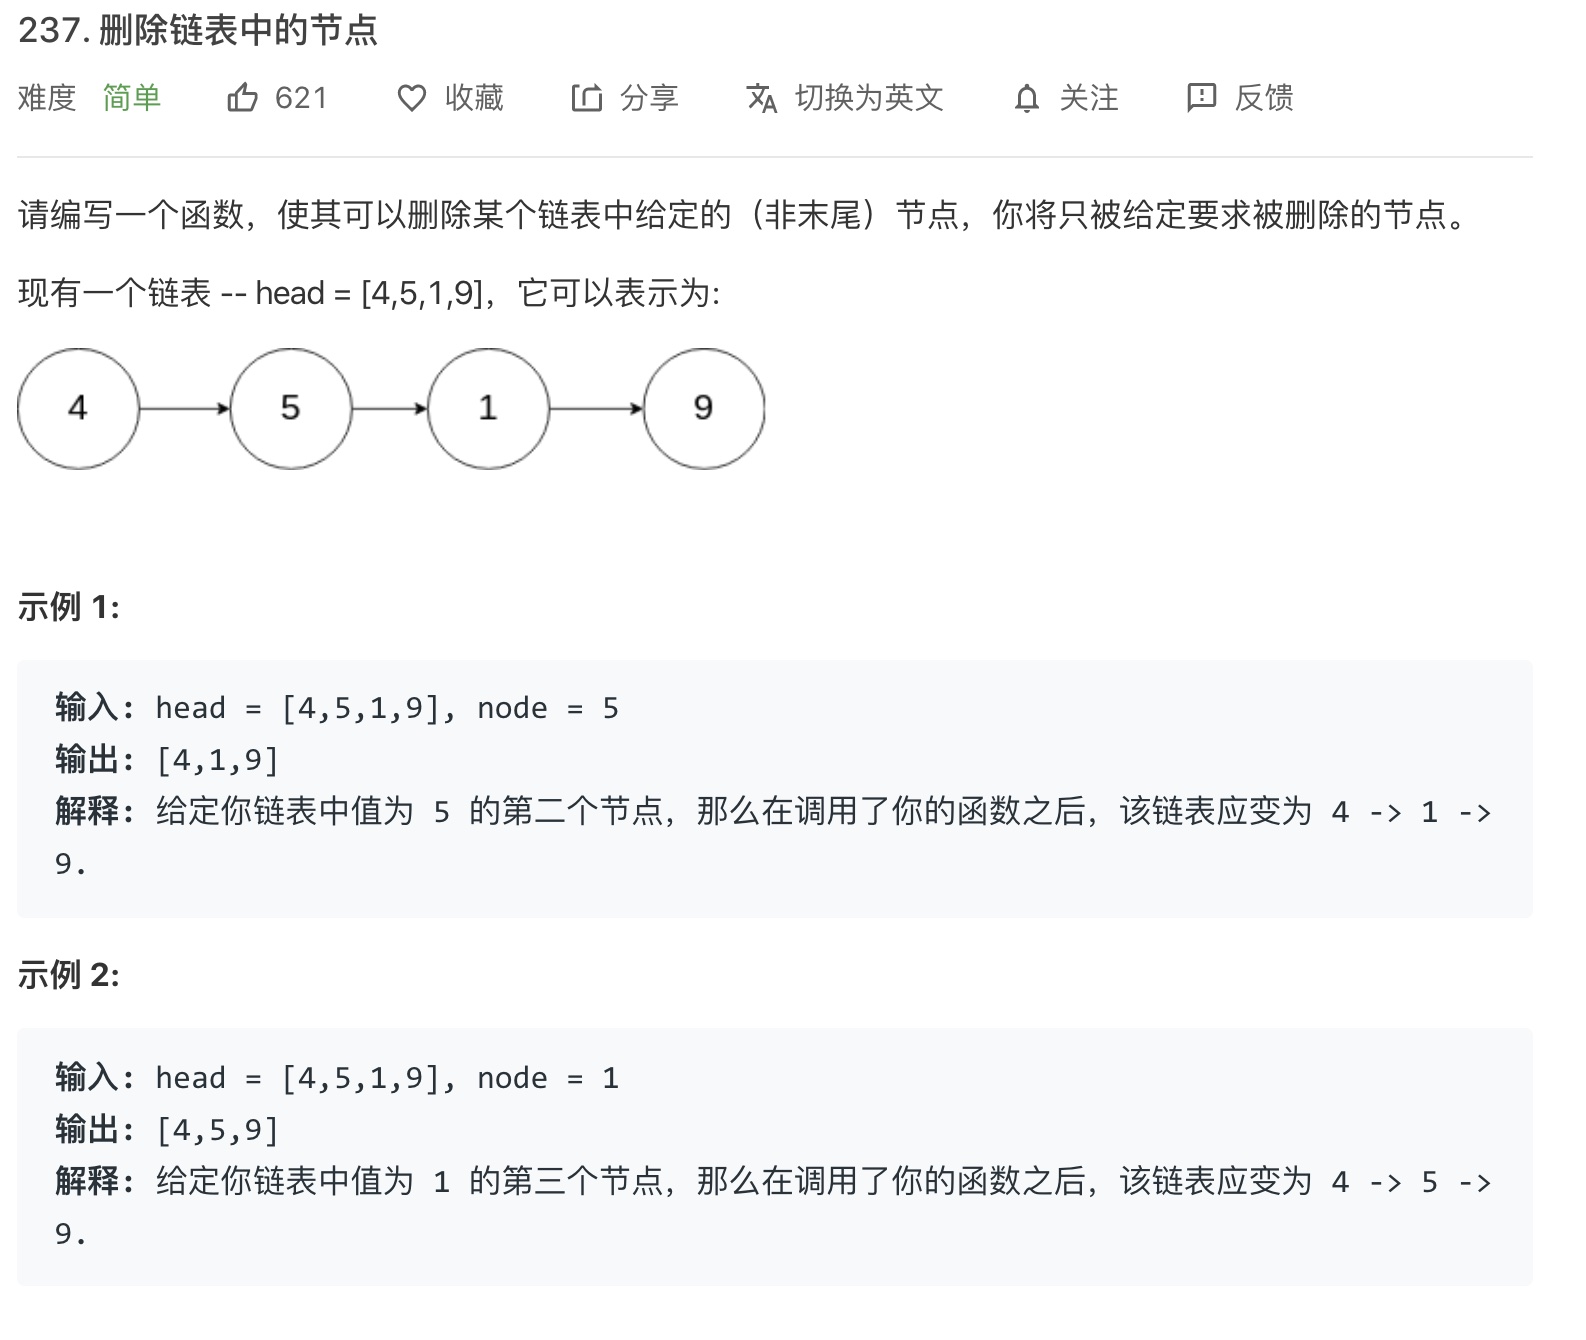 237. 删除链表中的节点
难度 简单 621 收藏 分享 切换为英文 关注 反馈
请编写一个函数，使其可以删除某个链表中给定的（非末尾）节点，你将只被给定要求被删除的节点。
现有一个链表 -- head = [4,5,1,9]，它可以表示为:
4 5 1 9
示例 1:
输入: head = [4,5,1,9], node = 5
输出: [4,1,9]
解释: 给定你链表中值为 5 的第二个节点，那么在调用了你的函数之后，该链表应变为 4 -> 1 ->
9.
示例 2:
输入: head = [4,5,1,9], node = 1
输出: [4,5,9]
解释: 给定你链表中值为 1 的第三个节点，那么在调用了你的函数之后，该链表应变为 4 -> 5 ->
9.